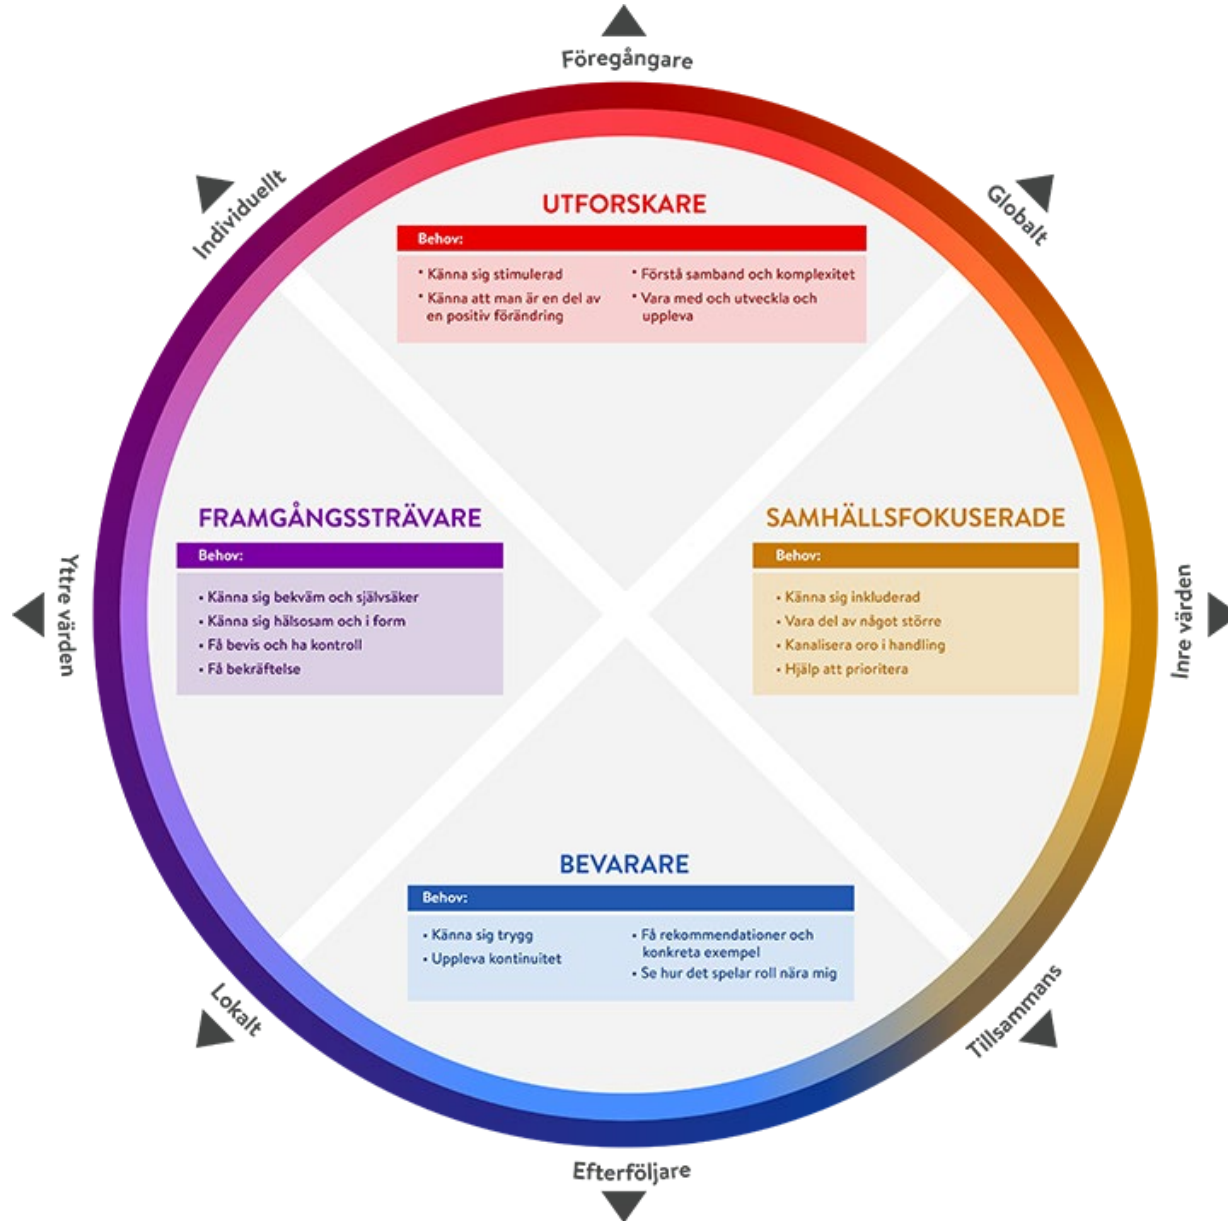 Föregångare
Individuellt
Globalt
UTFORSKARE
Behov:
• Känna sig stimulerad
• Känna att man är en del av
en positiv förändring
• Förstå samband och komplexitet
• Vara med och utveckla och
uppleva
FRAMGÅNGSSTRÄVARE
Behov:
• Känna sig bekväm och självsäker
• Känna sig hälsosam och i form
• Få bevis och ha kontroll
• Få bekräftelse
SAMHÄLLSFOKUSERADE
Behov:
• Känna sig inkluderad
• Vara del av något större
• Kanalisera oro i handling
• Hjälp att prioritera
Yttre värden
Inre värden
BEVARARE
Behov:
• Känna sig trygg
• Uppleva kontinuitet
• Få rekommendationer och
konkreta exempel
• Se hur det spelar roll nära mig
Lokalt
Tillsammans
Efterföljare